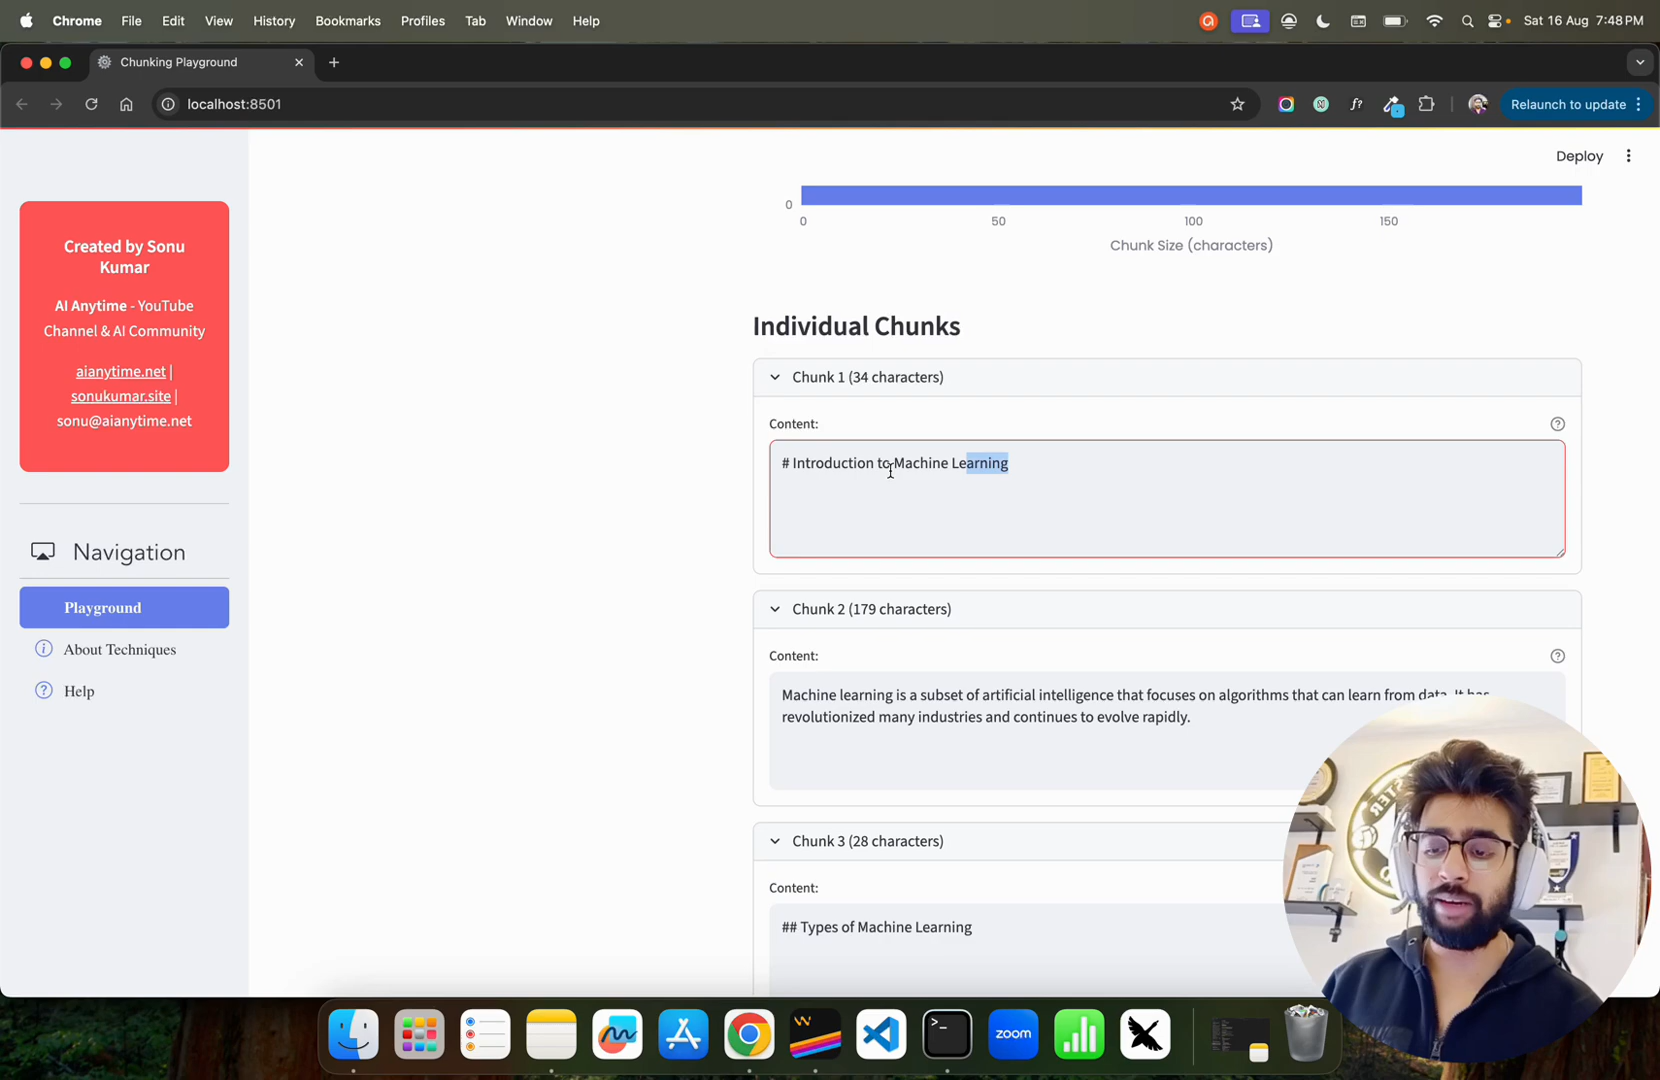 Chrome File Edit View History Bookmarks Profiles Tab Window Help Sat 16 Aug 7:48 PM
Chunking Playground
localhost:8501 Relaunch to update
Deploy
Created by Sonu
Kumar
AI Anytime - YouTube
Channel & AI Community
aianytime.net |
sonukumar.site |
sonu@aianytime.net
Navigation
Playground
About Techniques
Help
0
0 50 100 150
Chunk Size (characters)
Individual Chunks
Chunk 1 (34 characters)
Content:
# Introduction to Machine Learning
Chunk 2 (179 characters)
Content:
Machine learning is a subset of artificial intelligence that focuses on algorithms that can learn from data. It has
revolutionized many industries and continues to evolve rapidly.
Chunk 3 (28 characters)
Content:
## Types of Machine Learning
zoom